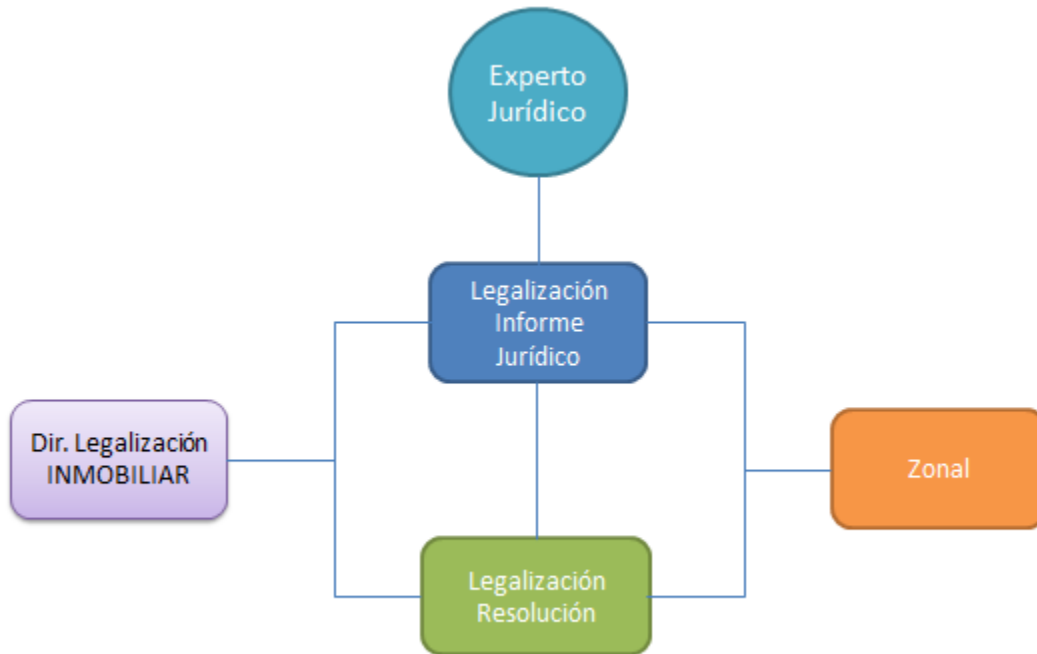 Experto
Jurídico
Legalización
Informe
Jurídico
Dir. Legalización
INMOBILIAR
Zonal
Legalización
Resolución